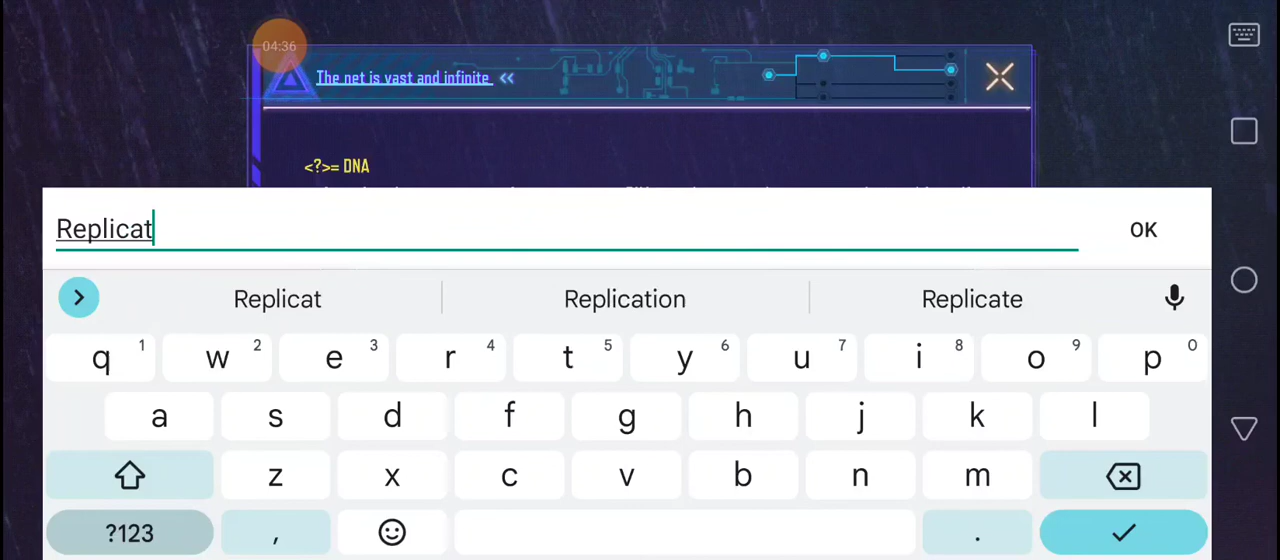 04:36
The net is vast and infinite
<?>= DNA
Replicat
OK
Replicat Replication Replicate
q 1 w 2 e 3 r 4 t 5 y 6 u 7 i 8 o 9 p 0
a s d f g h j k l
z x c v b n m
?123 , .